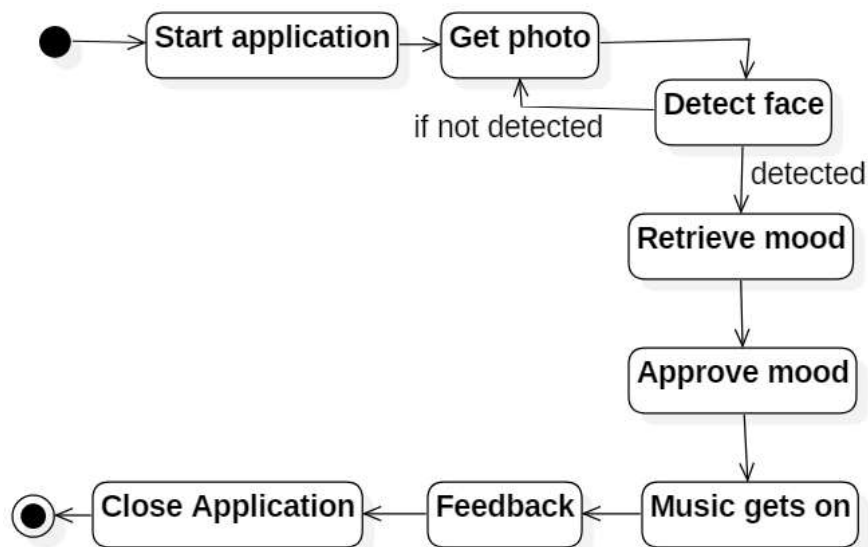 Start application
Get photo
Detect face
if not detected
detected
Retrieve mood
Approve mood
Music gets on
Feedback
Close Application